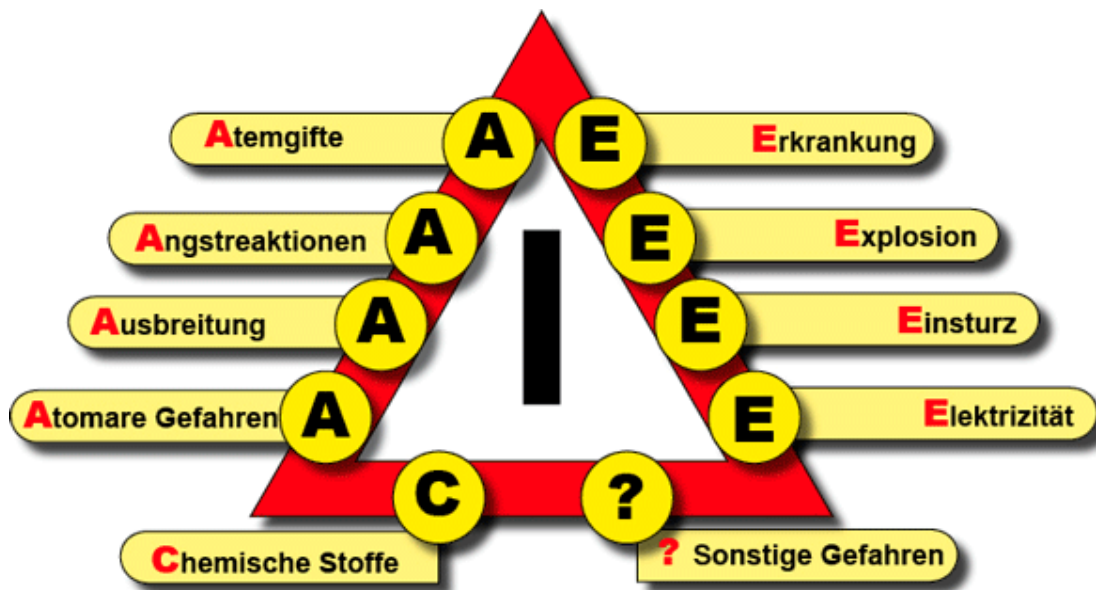 Atemgifte A E Erkrankung
Angstreaktionen A E Explosion
Ausbreitung A E Einsturz
Atomare Gefahren A E Elektrizität
C ?
Chemische Stoffe ? Sonstige Gefahren